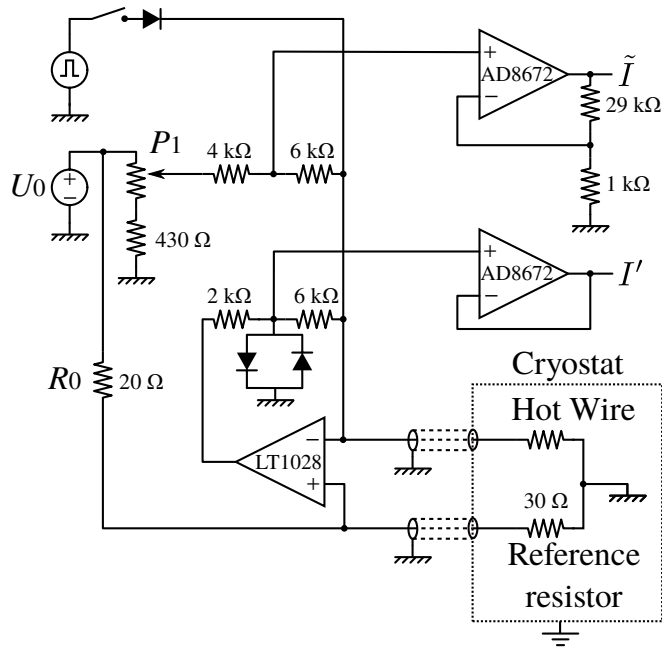 +
−
AD8672
Ĩ
29 kΩ
1 kΩ
P1
4 kΩ
6 kΩ
U0
+
−
430 Ω
+
−
AD8672
I′
2 kΩ
6 kΩ
R0
20 Ω
Cryostat
Hot Wire
−
LT1028
+
30 Ω
Reference
resistor